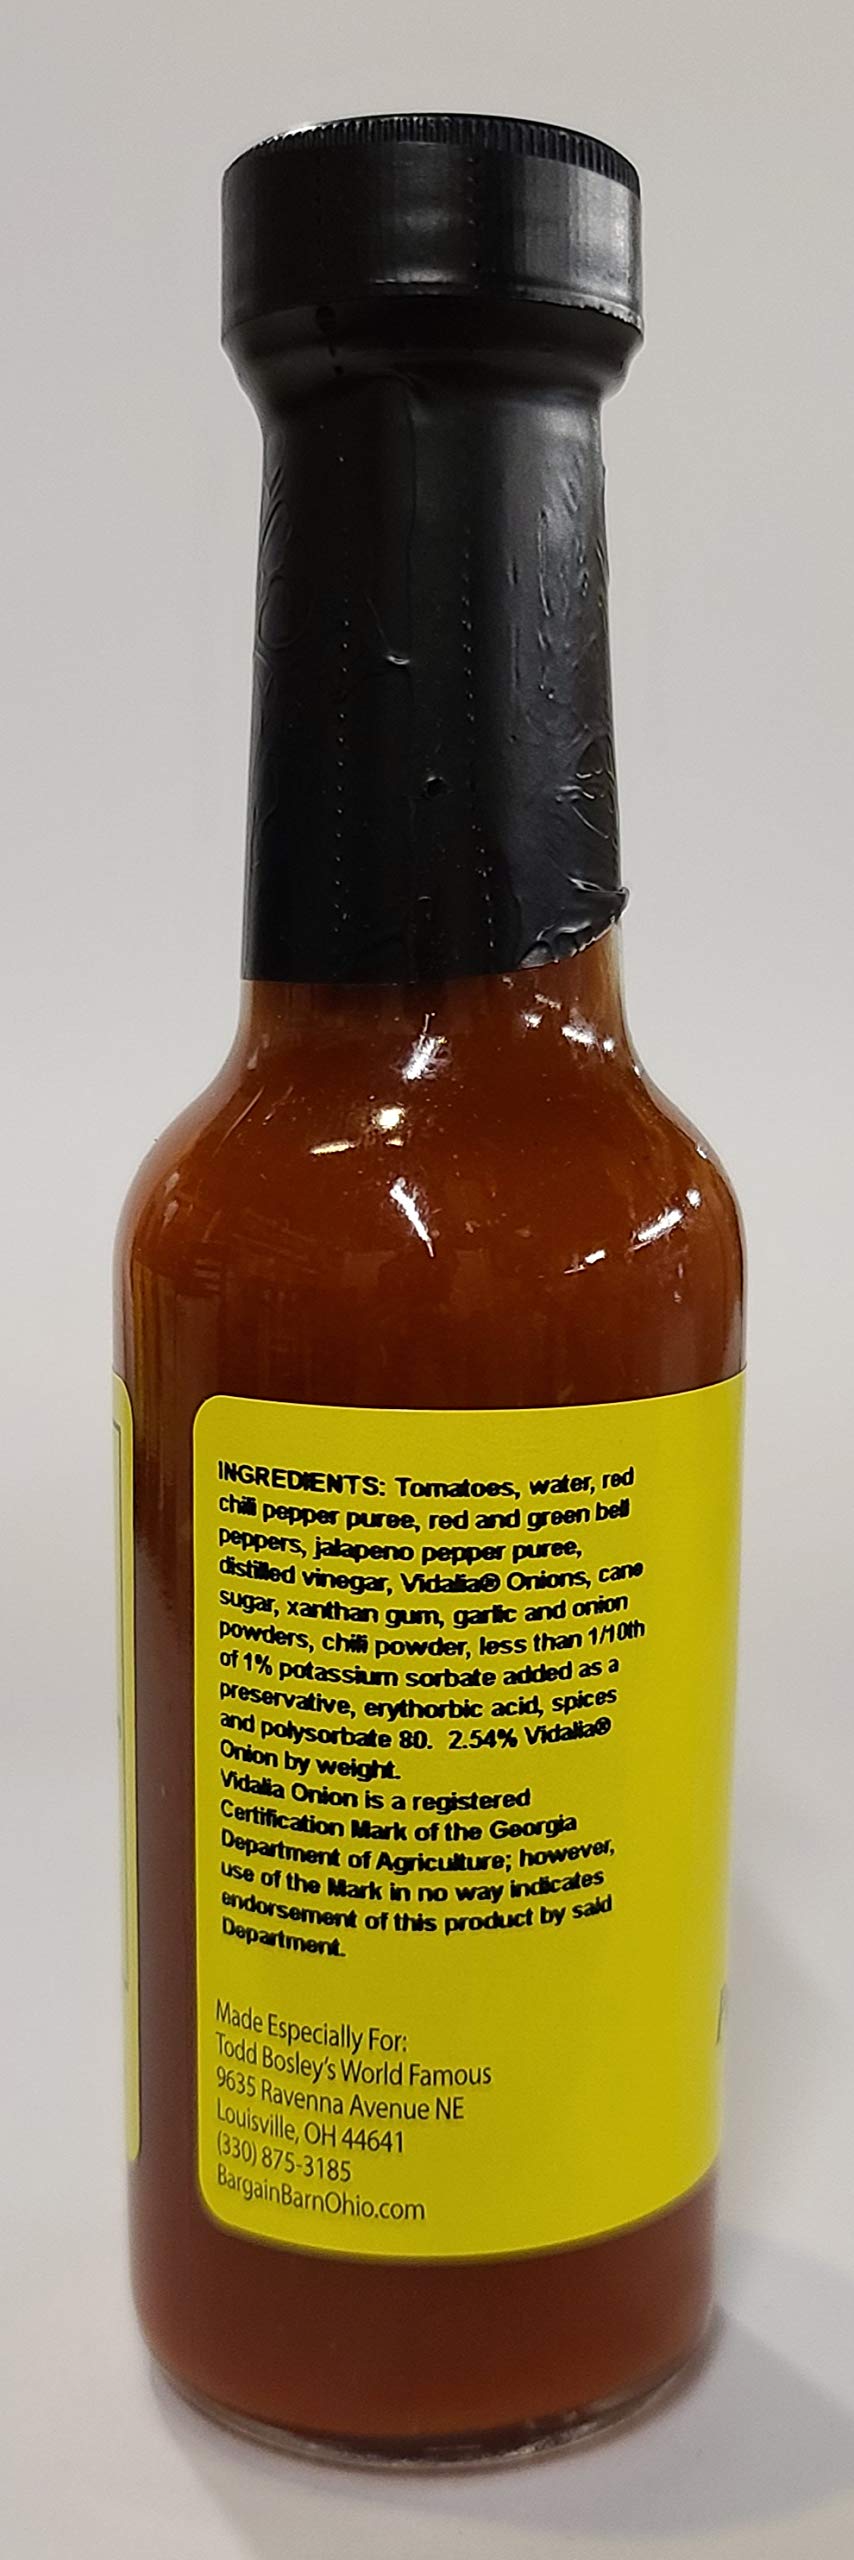 INGREDIENTS: Tomatoes, water, red
chili pepper puree, red and green bell
peppers, jalapeno pepper puree,
distilled vinegar, Vidalia® Onions, cane
sugar, xanthan gum, garlic and onion
powders, chili powder, less than 1/10th
of 1% potassium sorbate added as a
preservative, erythorbic acid, spices
and polysorbate 80.  2.54% Vidalia®
Onion by weight.
Vidalia Onion is a registered
Certification Mark of the Georgia
Department of Agriculture; however,
use of the Mark in no way indicates
endorsement of this product by said
Department.
Made Especially For:
Todd Bosley's World Famous
9635 Ravenna Avenue NE
Louisville, OH 44641
(330) 875-3185
BargainBarnOhio.com